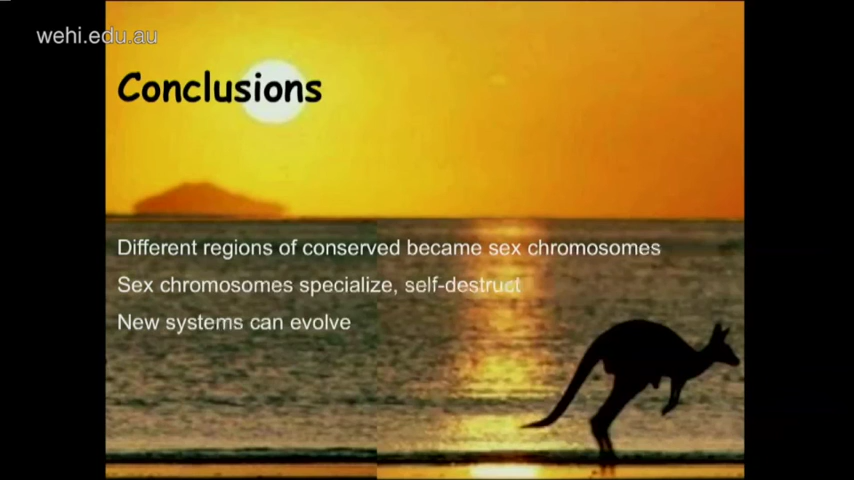 wehi.edu.au
Conclusions
Different regions of conserved became sex chromosomes
Sex chromosomes specialize, self-destruct
New systems can evolve